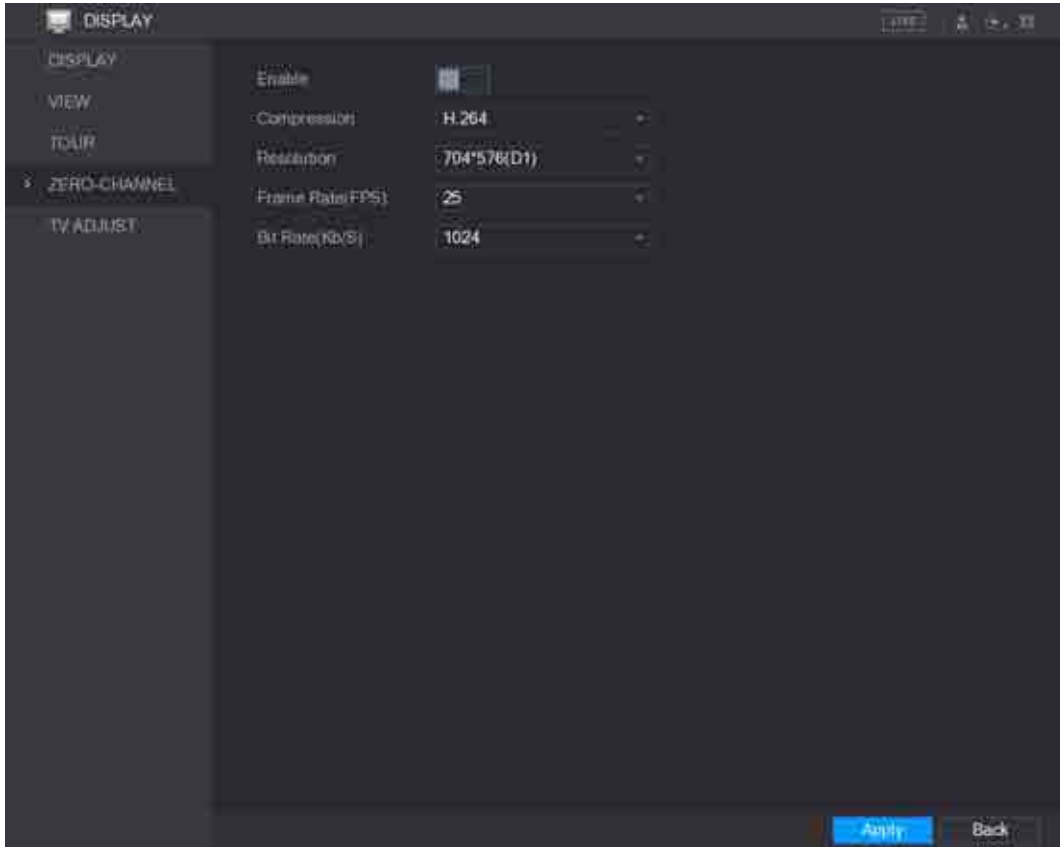 DISPLAY
LIVE
DISPLAY
VIEW
TOUR
ZERO-CHANNEL
TV ADJUST
Enable
Compression H.264
Resolution 704*576(D1)
Frame Rate(FPS) 25
Bit Rate(Kb/S) 1024
Apply Back